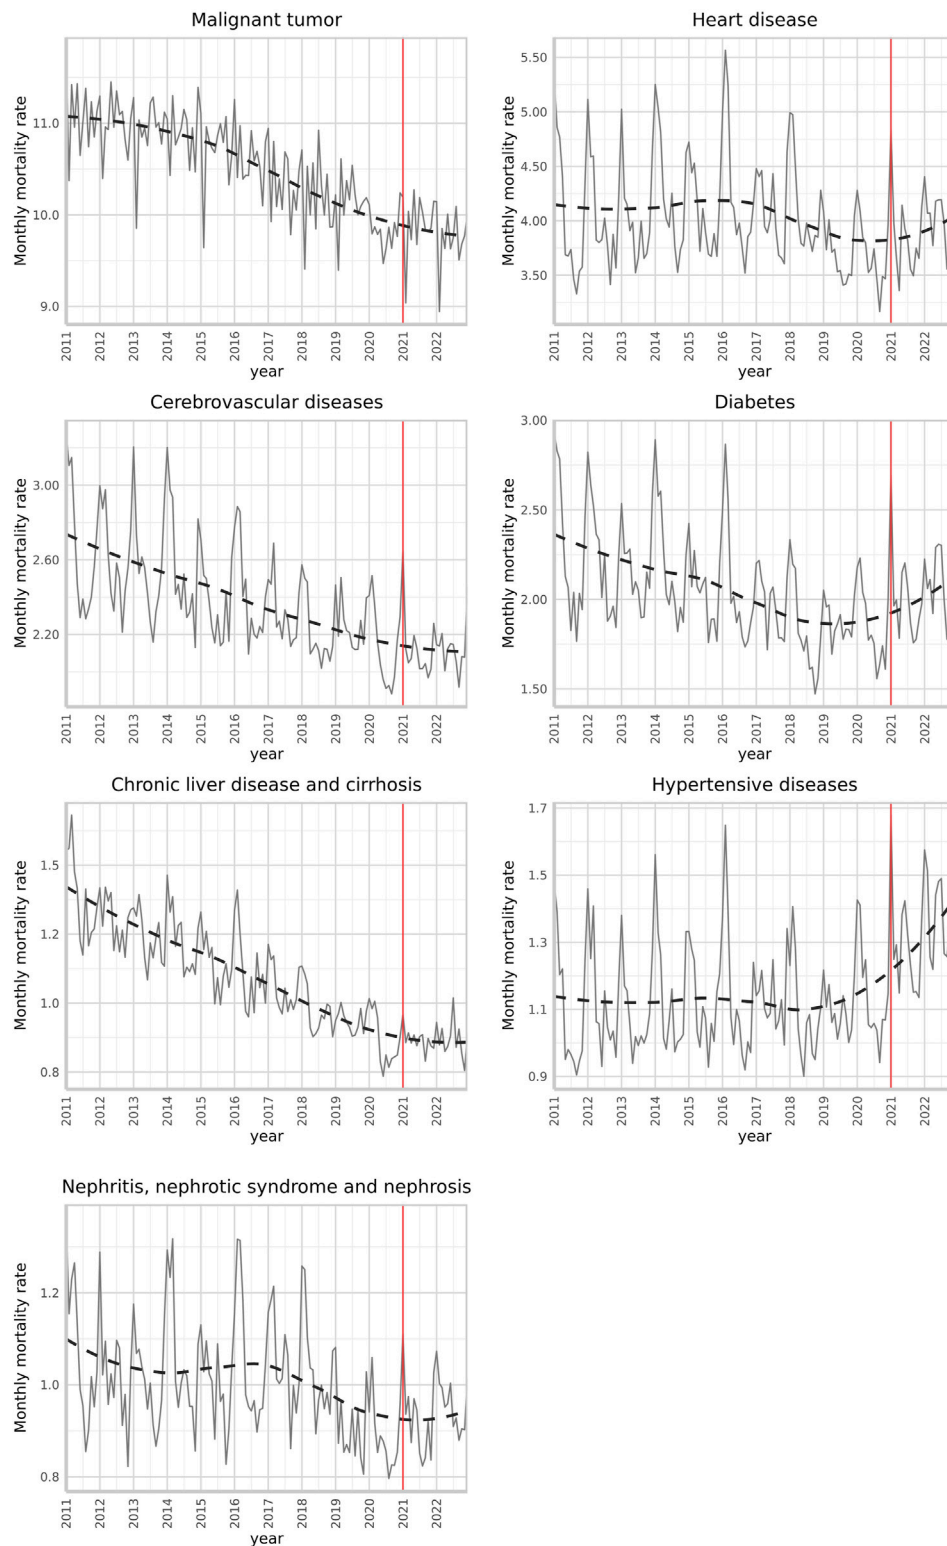 Malignant tumor
Monthly mortality rate
11.0
10.0
9.0
2011 2012 2013 2014 2015 2016 2017 2018 2019 2020 2021 2022
year
Heart disease
Monthly mortality rate
5.50
5.00
4.50
4.00
3.50
2011 2012 2013 2014 2015 2016 2017 2018 2019 2020 2021 2022
year
Cerebrovascular diseases
Monthly mortality rate
3.00
2.60
2.20
2011 2012 2013 2014 2015 2016 2017 2018 2019 2020 2021 2022
year
Diabetes
Monthly mortality rate
3.00
2.50
2.00
1.50
2011 2012 2013 2014 2015 2016 2017 2018 2019 2020 2021 2022
year
Chronic liver disease and cirrhosis
Monthly mortality rate
1.5
1.2
1.0
0.8
2011 2012 2013 2014 2015 2016 2017 2018 2019 2020 2021 2022
year
Hypertensive diseases
Monthly mortality rate
1.7
1.5
1.3
1.1
0.9
2011 2012 2013 2014 2015 2016 2017 2018 2019 2020 2021 2022
year
Nephritis, nephrotic syndrome and nephrosis
Monthly mortality rate
1.2
1.0
0.8
2011 2012 2013 2014 2015 2016 2017 2018 2019 2020 2021 2022
year